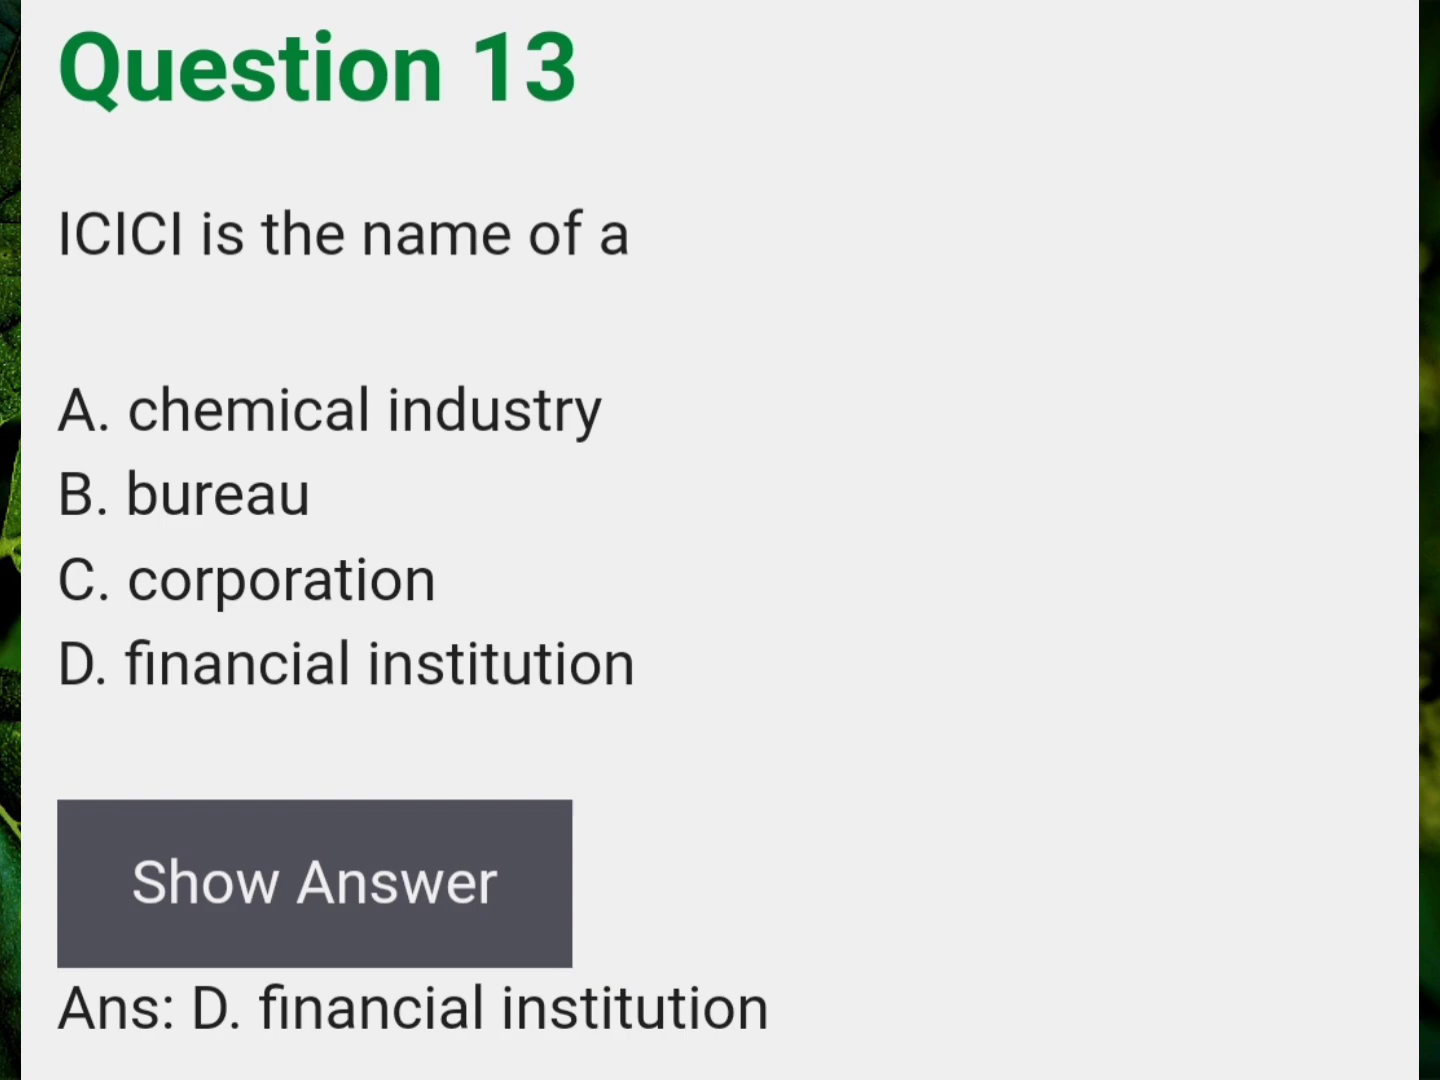 Question 13
ICICI is the name of a
A. chemical industry
B. bureau
C. corporation
D. financial institution
Show Answer
Ans: D. financial institution